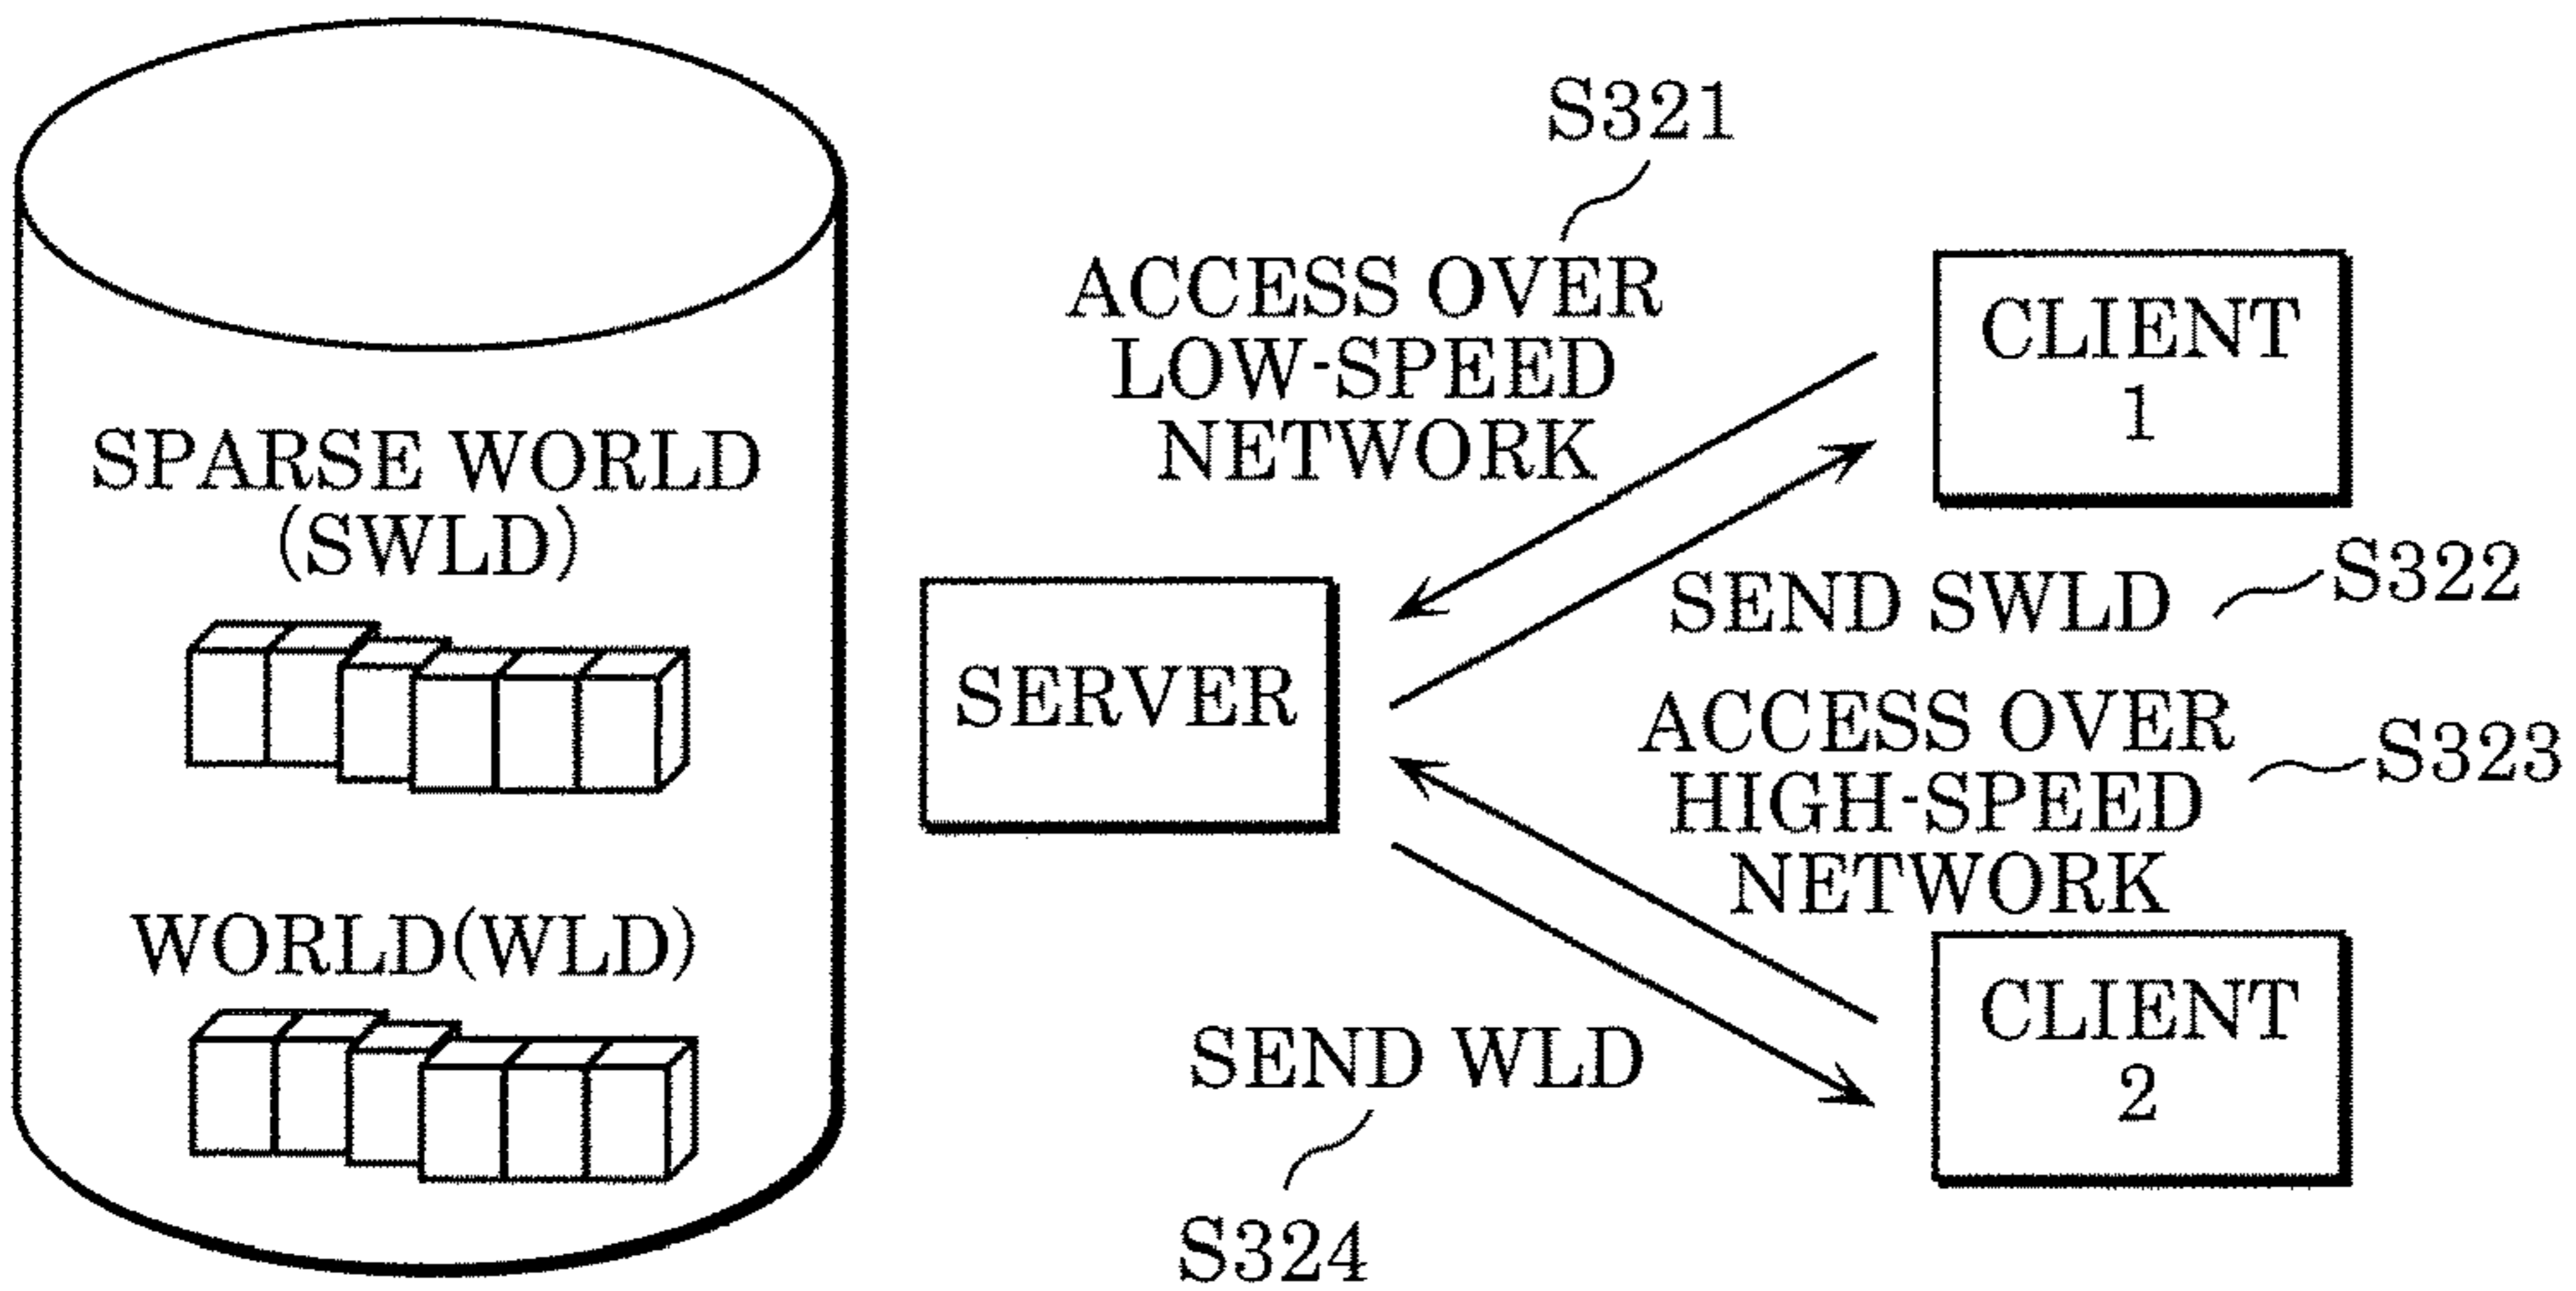 SPARSE WORLD
(SWLD)
WORLD(WLD)
SERVER
S321
ACCESS OVER
LOW-SPEED
NETWORK
CLIENT
1
SEND SWLD
S322
ACCESS OVER
HIGH-SPEED
NETWORK
S323
CLIENT
2
SEND WLD
S324